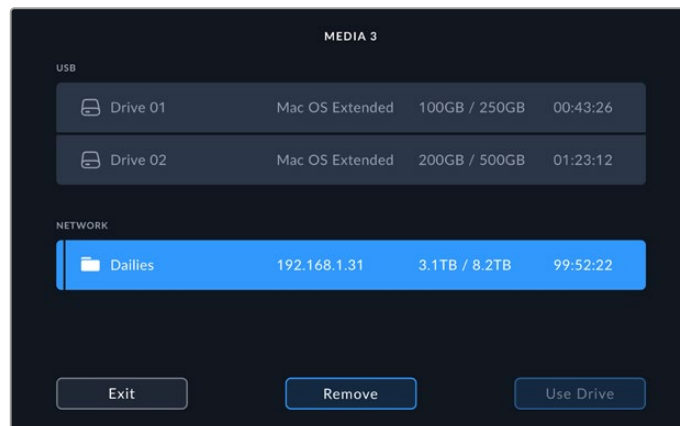 MEDIA 3
USB
Drive 01 Mac OS Extended 100GB / 250GB 00:43:26
Drive 02 Mac OS Extended 200GB / 500GB 01:23:12
NETWORK
Dailies 192.168.1.31 3.1TB / 8.2TB 99:52:22
Exit Remove Use Drive